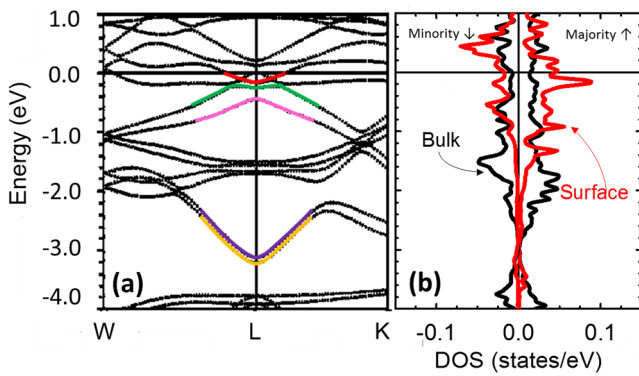 1.0
0.0
-1.0
-2.0
-3.0
-4.0
Energy (eV)
(a)
W
L
K
Minority ↓
Majority ↑
Bulk
Surface
(b)
-0.1
0.0
0.1
DOS (states/eV)